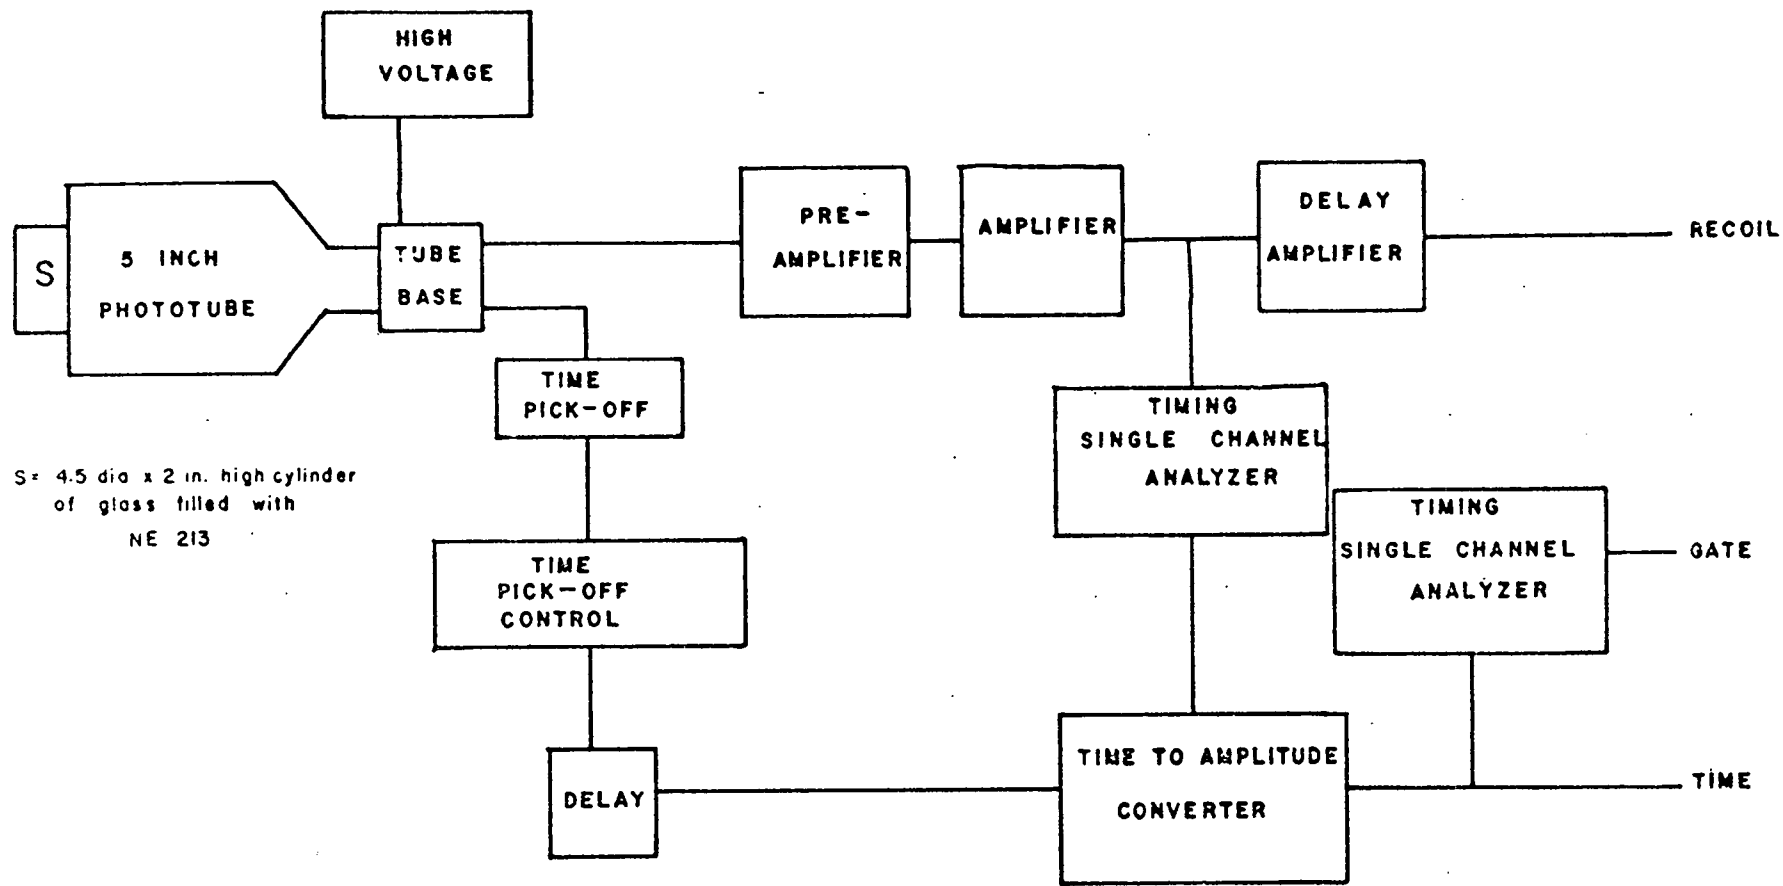 HIGH
VOLTAGE
S
5 INCH
PHOTOTUBE
TUBE
BASE
PRE-
AMPLIFIER
AMPLIFIER
DELAY
AMPLIFIER
RECOIL
TIME
PICK-OFF
TIMING
SINGLE CHANNEL
ANALYZER
S= 4.5 dia x 2 in. high cylinder
of glass filled with
NE 213
TIMING
SINGLE CHANNEL
ANALYZER
GATE
TIME
PICK-OFF
CONTROL
DELAY
TIME TO AMPLITUDE
CONVERTER
TIME